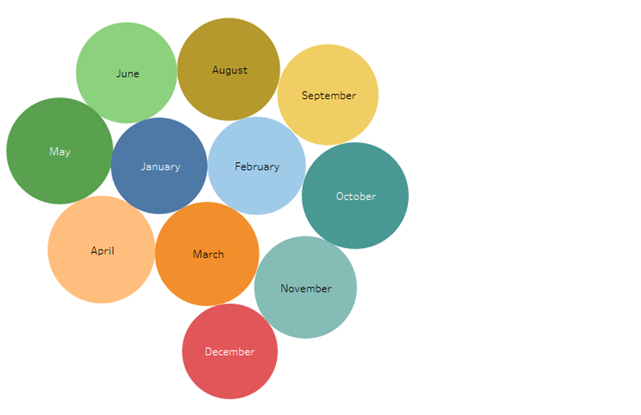 June
August
September
May
January
February
October
April
March
November
December